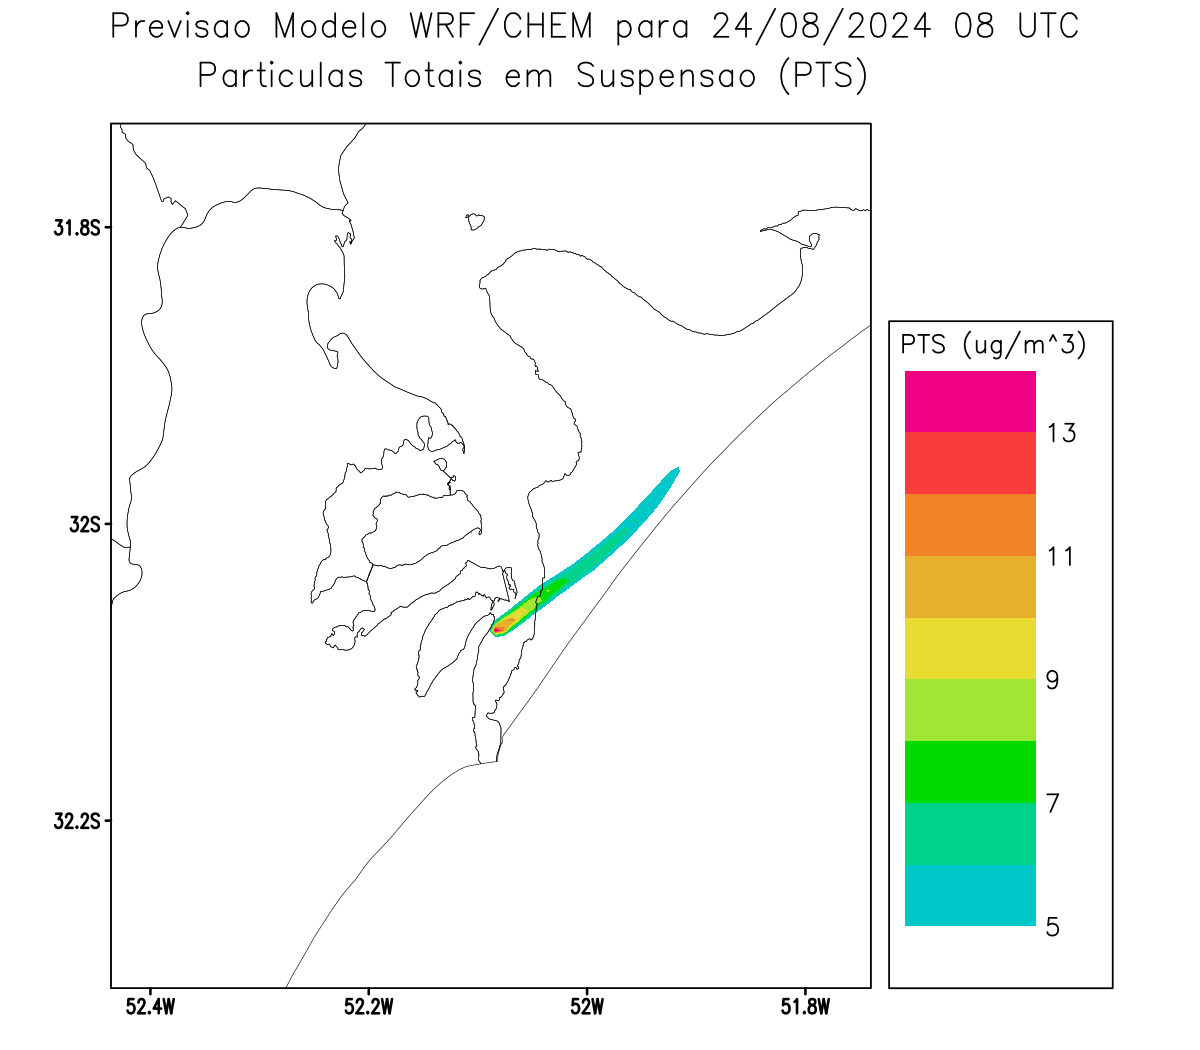 Previsao Modelo WRF/CHEM para 24/08/2024 08 UTC
Particulas Totais em Suspensao (PTS)
31.8S
32S
32.2S
52.4W
52.2W
52W
51.8W
PTS (ug/m^3)
13
11
9
7
5